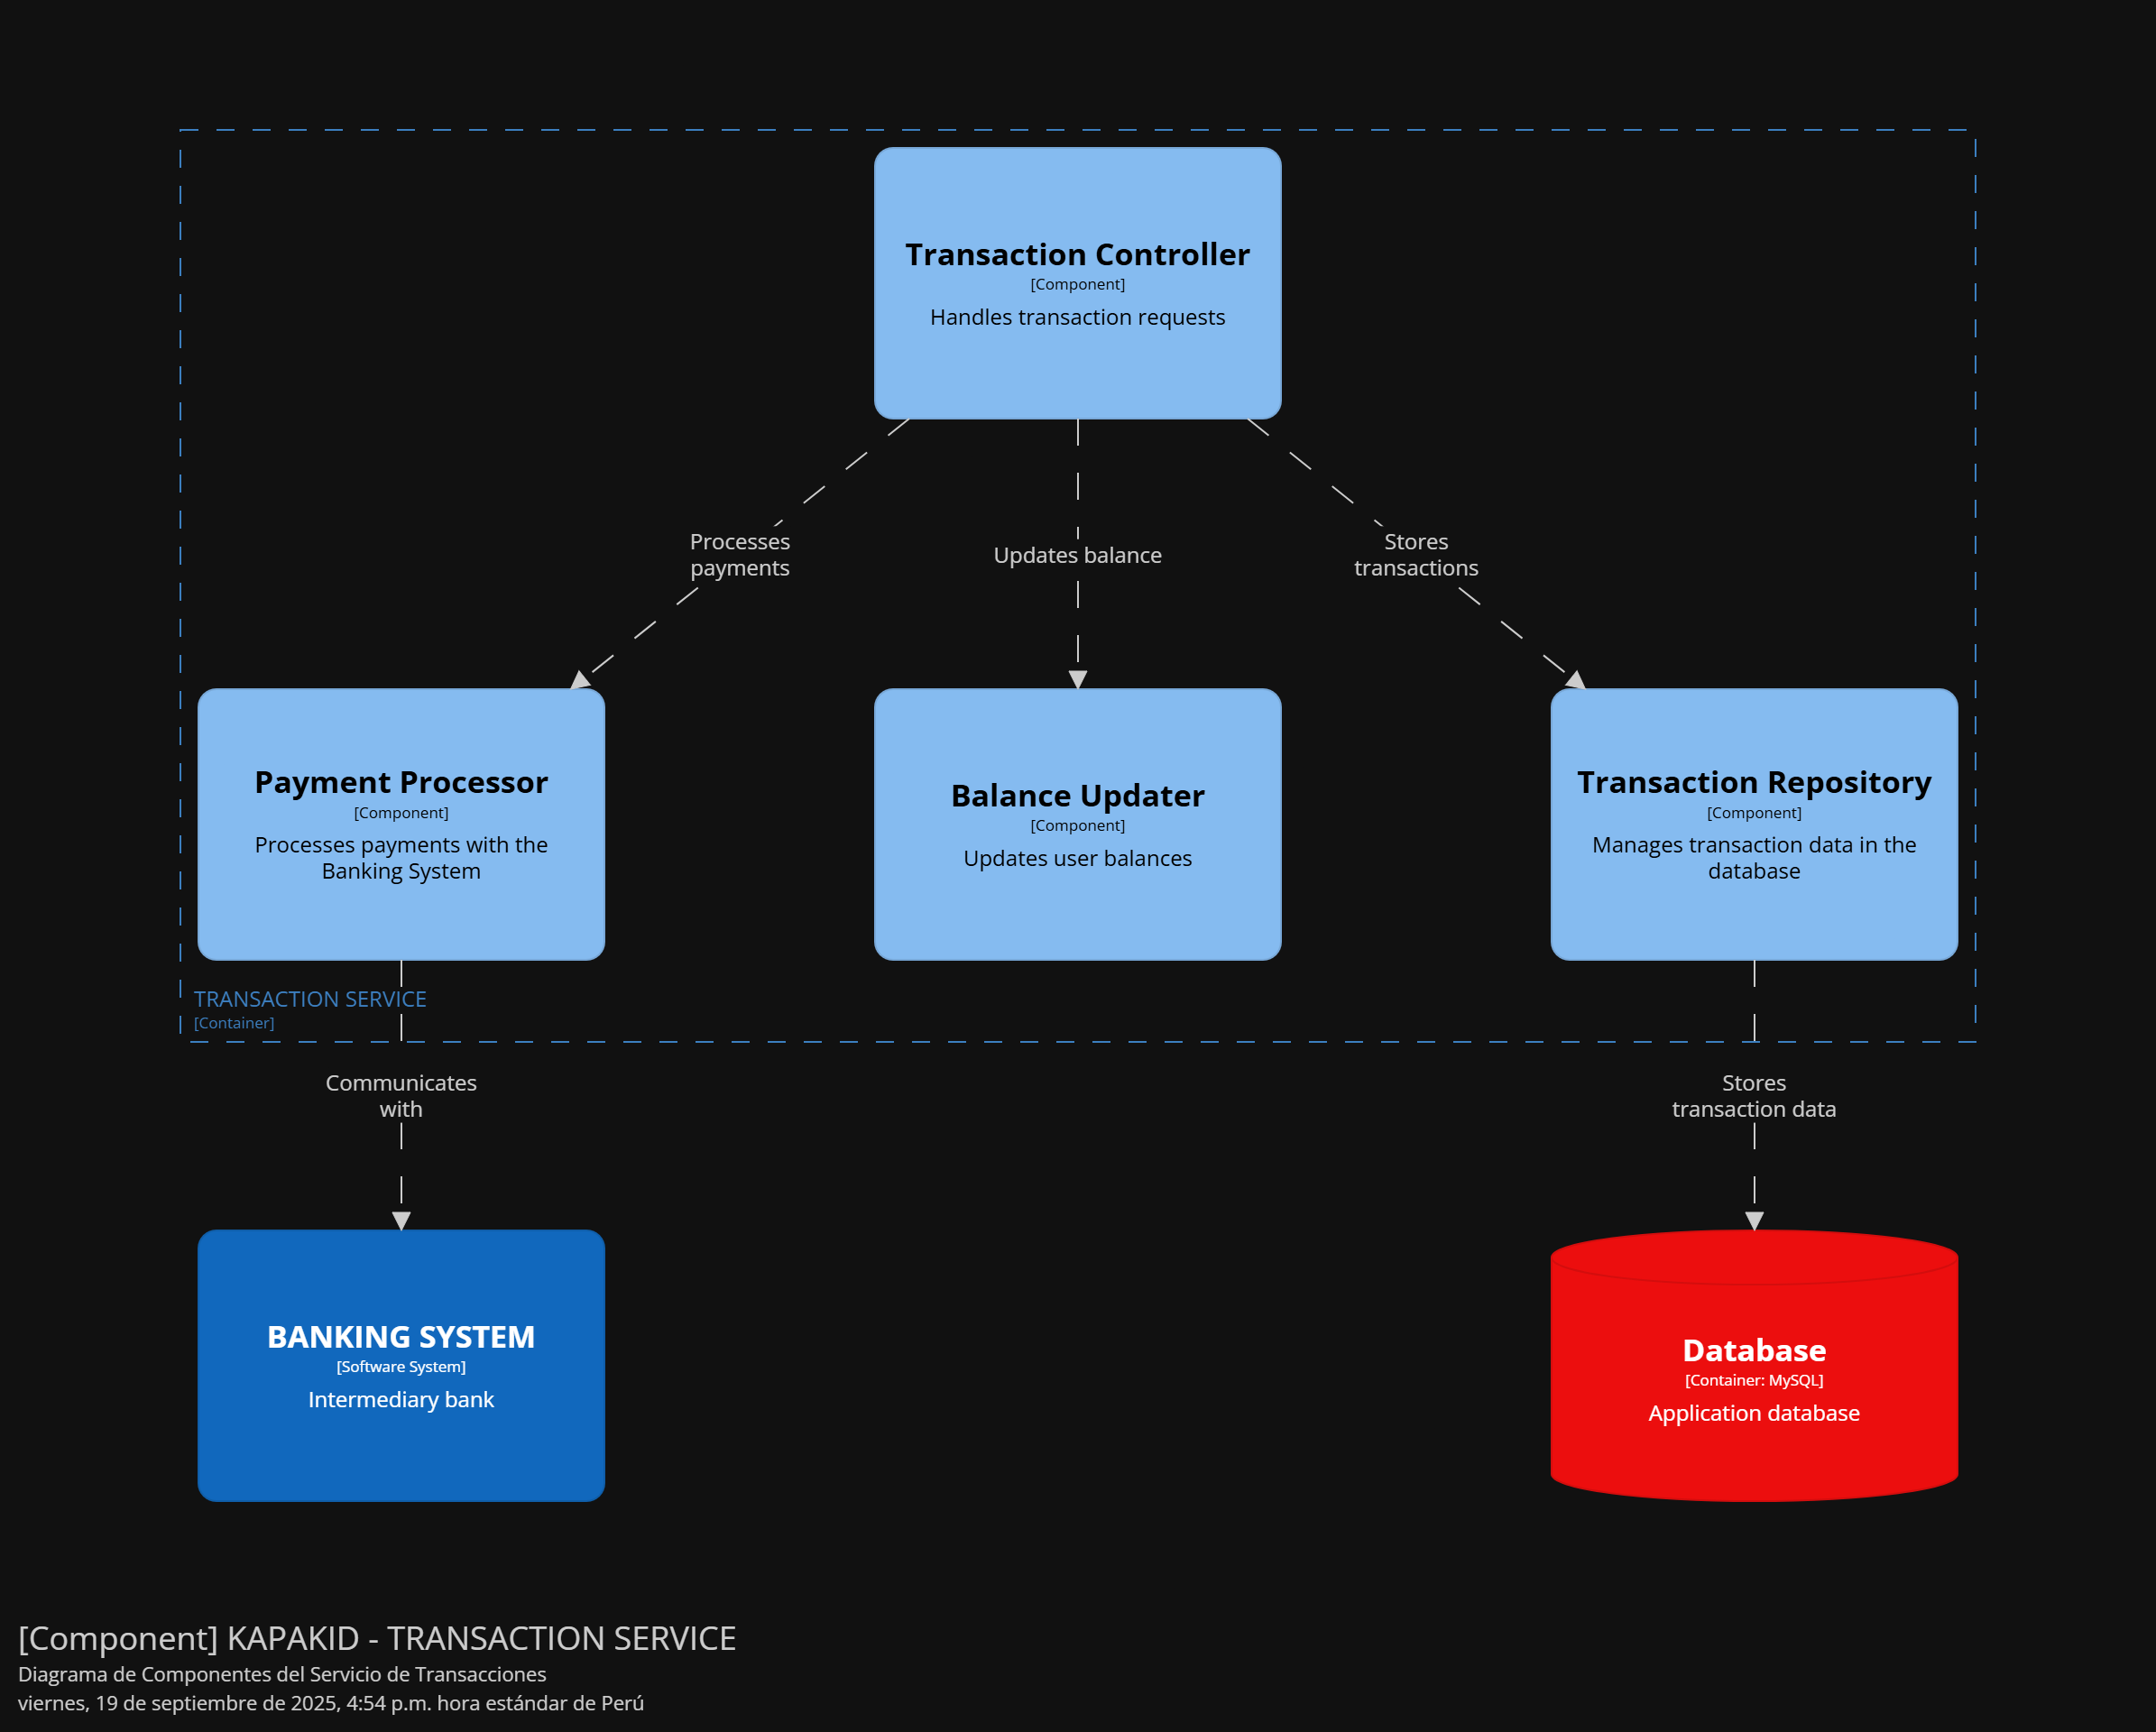 Transaction Controller
[Component]
Handles transaction requests
Processes
payments
Updates balance
Stores
transactions
Payment Processor
[Component]
Processes payments with the
Banking System
Balance Updater
[Component]
Updates user balances
Transaction Repository
[Component]
Manages transaction data in the
database
TRANSACTION SERVICE
[Container]
Communicates
with
Stores
transaction data
BANKING SYSTEM
[Software System]
Intermediary bank
Database
[Container: MySQL]
Application database
[Component] KAPAKID - TRANSACTION SERVICE
Diagrama de Componentes del Servicio de Transacciones
viernes, 19 de septiembre de 2025, 4:54 p.m. hora estándar de Perú